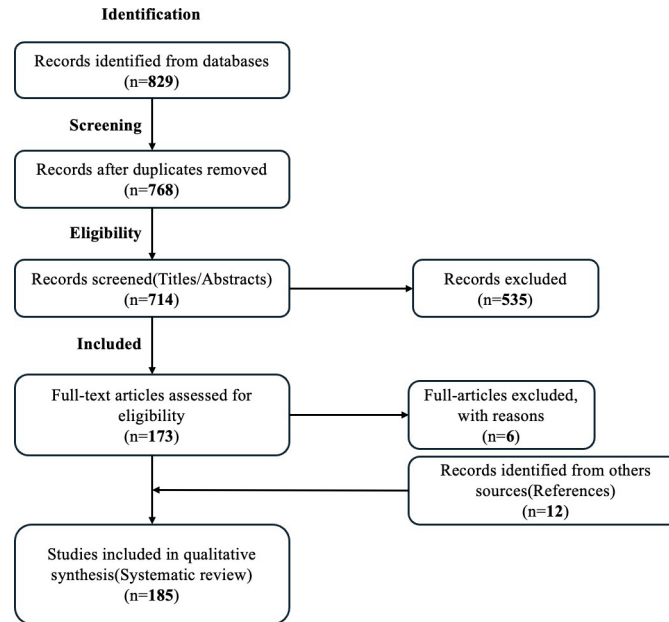 Identification
Records identified from databases
(n=829)
Screening
Records after duplicates removed
(n=768)
Eligibility
Records screened(Titles/Abstracts)
(n=714)
Records excluded
(n=535)
Included
Full-text articles assessed for
eligibility
(n=173)
Full-articles excluded,
with reasons
(n=6)
Records identified from others
sources(References)
(n=12)
Studies included in qualitative
synthesis(Systematic review)
(n=185)